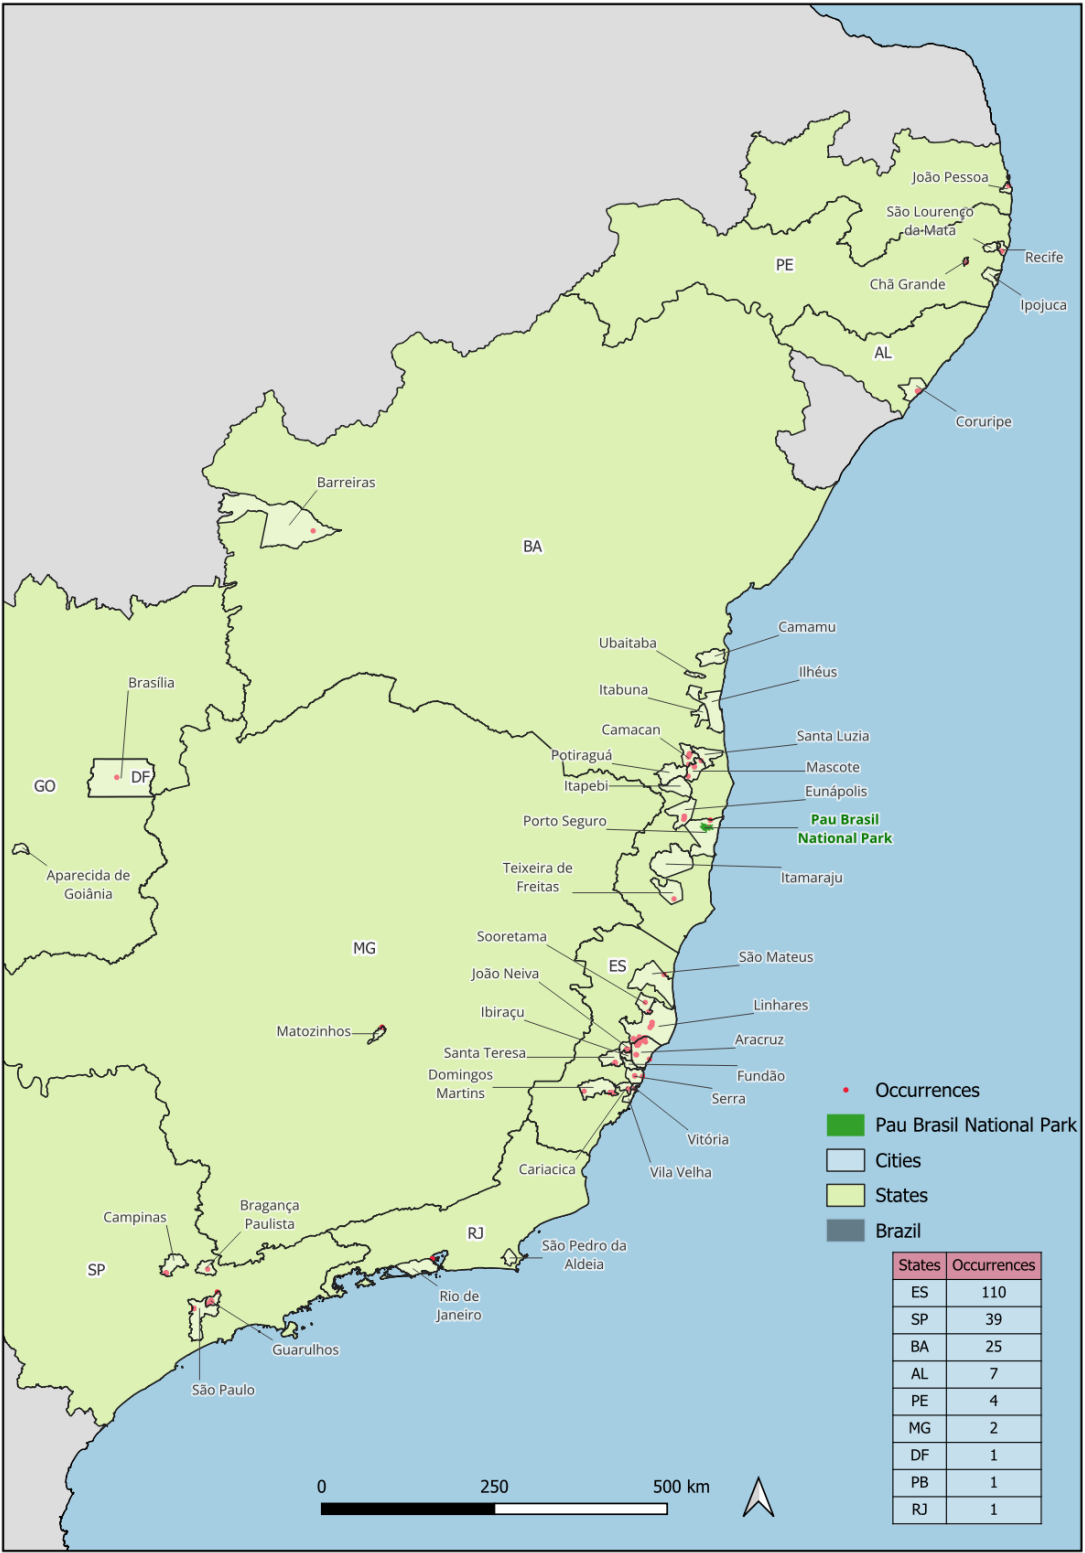 João Pessoa
São Lourenço
da Mata
PE
Recife
Chã Grande
Ipojuca
AL
Coruripe
Barreiras
BA
Camamu
Ubaitaba
Ilhéus
Brasília
Itabuna
Camacan
Santa Luzia
Potiraguá
Mascote
DF
GO
Itapebi
Eunápolis
Porto Seguro
Pau Brasil
National Park
Aparecida de
Goiânia
Teixeira de
Freitas
Itamaraju
Sooretama
MG
ES
São Mateus
João Neiva
Linhares
Ibiraçu
Matozinhos
Aracruz
Santa Teresa
Fundão
Domingos
Martins
Serra
Vitória
Cariacica
Vila Velha
Bragança
Paulista
Campinas
RJ
São Pedro da
Aldeia
SP
Rio de
Janeiro
Guarulhos
São Paulo
Occurrences
Pau Brasil National Park
Cities
States
Brazil
States Occurrences
ES 110
SP 39
BA 25
AL 7
PE 4
MG 2
DF 1
PB 1
RJ 1
0 250 500 km